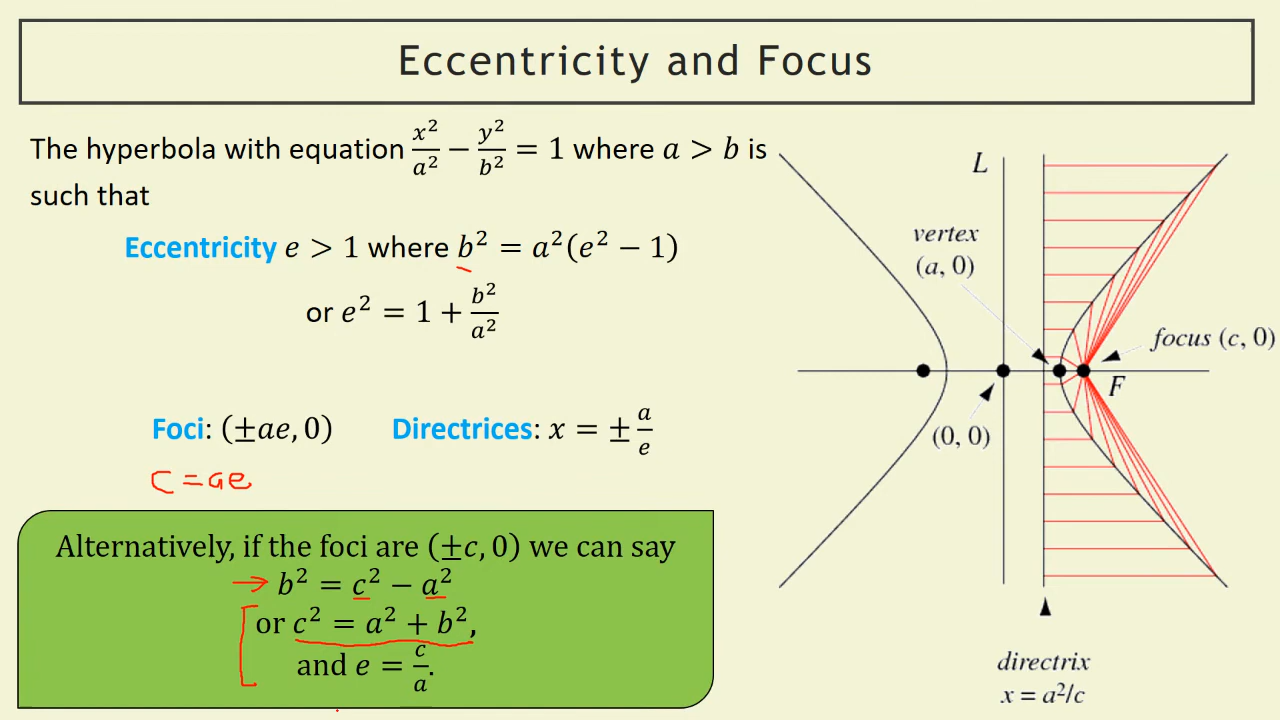 Eccentricity and Focus
The hyperbola with equation x²/a² − y²/b² = 1 where a > b is
such that
Eccentricity e > 1 where b² = a²(e² − 1)
or e² = 1 + b²/a²
Foci: (±ae, 0) Directrices: x = ± a/e
c = ae
Alternatively, if the foci are (±c, 0) we can say
→ b² = c² − a²
or c² = a² + b²,
and e = c/a.
L
vertex
(a, 0)
focus (c, 0)
F
(0, 0)
directrix
x = a²/c